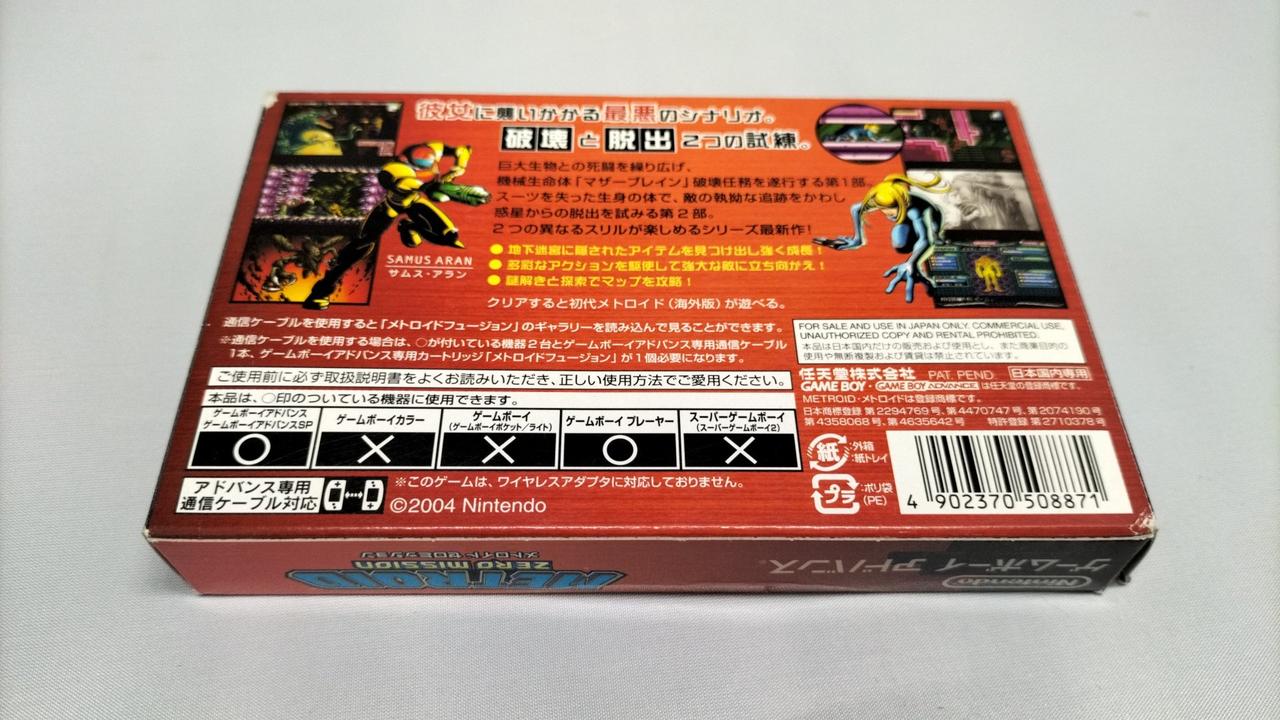 彼女に襲いかかる最悪のシナリオ。
破壊と脱出2つの試練。
巨大生物との死闘を繰り広げ、
機械生命体「マザーブレイン」破壊任務を遂行する第1部。
スーツを失った生身の体で、敵の執拗な追跡をかわし
惑星からの脱出を試みる第2部。
2つの異なるスリルが楽しめるシリーズ最新作!
●地下迷宮に隠されたアイテムを見つけ出し強く成長!
●多彩なアクションを駆使して強大な敵に立ち向かえ!
●謎解きと探索でマップを攻略!
クリアすると初代メトロイド(海外版)が遊べる。
SAMUS ARAN
サムス・アラン
通信ケーブルを使用すると「メトロイドフュージョン」のギャラリーを読み込んで見ることができます。
※通信ケーブルを使用する場合は、○が付いている機器2台とゲームボーイアドバンス専用通信ケーブル
1本、ゲームボーイアドバンス専用カートリッジ「メトロイドフュージョン」が1個必要になります。
ご使用前に必ず取扱説明書をよくお読みいただき、正しい使用方法でご愛用ください。
本品は、○印のついている機器に使用できます。
ゲームボーイアドバンス
ゲームボーイアドバンスSP
○
ゲームボーイカラー
×
ゲームボーイ
(ゲームボーイポケット/ライト)
×
ゲームボーイ プレーヤー
○
スーパーゲームボーイ
(スーパーゲームボーイ2)
×
アドバンス専用
通信ケーブル対応
※このゲームは、ワイヤレスアダプタに対応しておりません。
©2004 Nintendo
FOR SALE AND USE IN JAPAN ONLY. COMMERCIAL USE,
UNAUTHORIZED COPY AND RENTAL PROHIBITED.
本品は日本国内だけの販売および使用とし、また商業目的の
使用や無断複製および賃貸は禁止されています。
任天堂株式会社 PAT. PEND. 日本国内専用
GAME BOY・GAME BOY ADVANCE は任天堂の登録商標です。
METROID・メトロイドは登録商標です。
日本商標登録 第2294769号、第4470747号、第2074190号
第4358068号、第4635642号 特許登録 第2710378号
紙
:外箱
:紙トレイ
プラ
:ポリ袋
(PE)
4 902370 508871
メトロイド ゼロミッション
METROID
ZERO MISSION
Nintendo
ゲームボーイ アドバンス